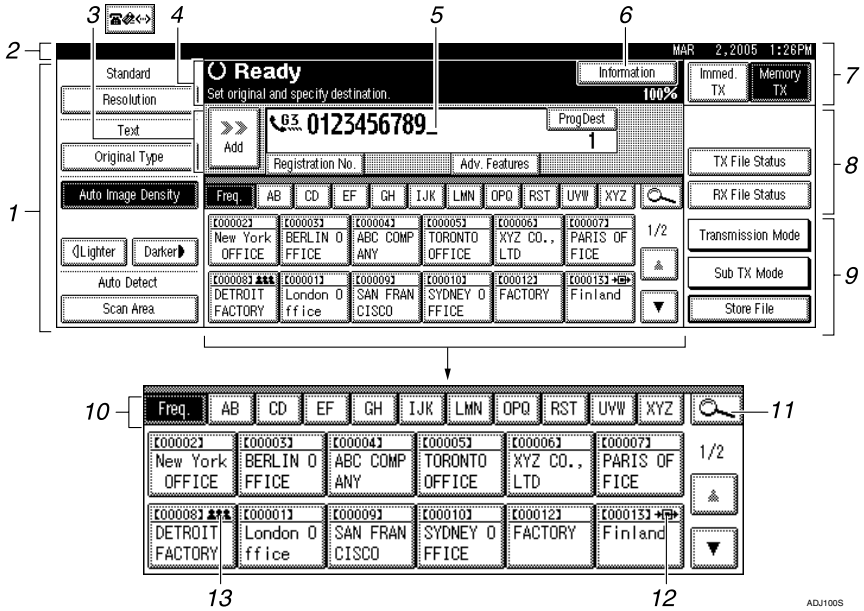 3
4
5
6
2
MAR 2,2005 1:26PM
1
Standard
Resolution
Text
Original Type
Auto Image Density
Lighter
Darker
Auto Detect
Scan Area
Ready
Set original and specify destination.
Information
100%
Add
G3 0123456789_
ProgDest
1
Registration No.
Adv. Features
Immed. TX
Memory TX
7
TX File Status
RX File Status
8
Transmission Mode
Sub TX Mode
Store File
9
Freq. AB CD EF GH IJK LMN OPQ RST UVW XYZ
【00002】 【00003】 【00004】 【00005】 【00006】 【00007】
New York BERLIN O ABC COMP TORONTO XYZ CO., PARIS OF
OFFICE FFICE ANY OFFICE LTD FICE
1/2
【00008】 【00001】 【00009】 【00010】 【00012】 【00013】
DETROIT London O SAN FRAN SYDNEY O FACTORY Finland
FACTORY ffice CISCO FFICE
10
Freq. AB CD EF GH IJK LMN OPQ RST UVW XYZ
11
【00002】 【00003】 【00004】 【00005】 【00006】 【00007】
New York BERLIN O ABC COMP TORONTO XYZ CO., PARIS OF
OFFICE FFICE ANY OFFICE LTD FICE
1/2
【00008】 【00001】 【00009】 【00010】 【00012】 【00013】
DETROIT London O SAN FRAN SYDNEY O FACTORY Finland
FACTORY ffice CISCO FFICE
13
12
ADJ100S